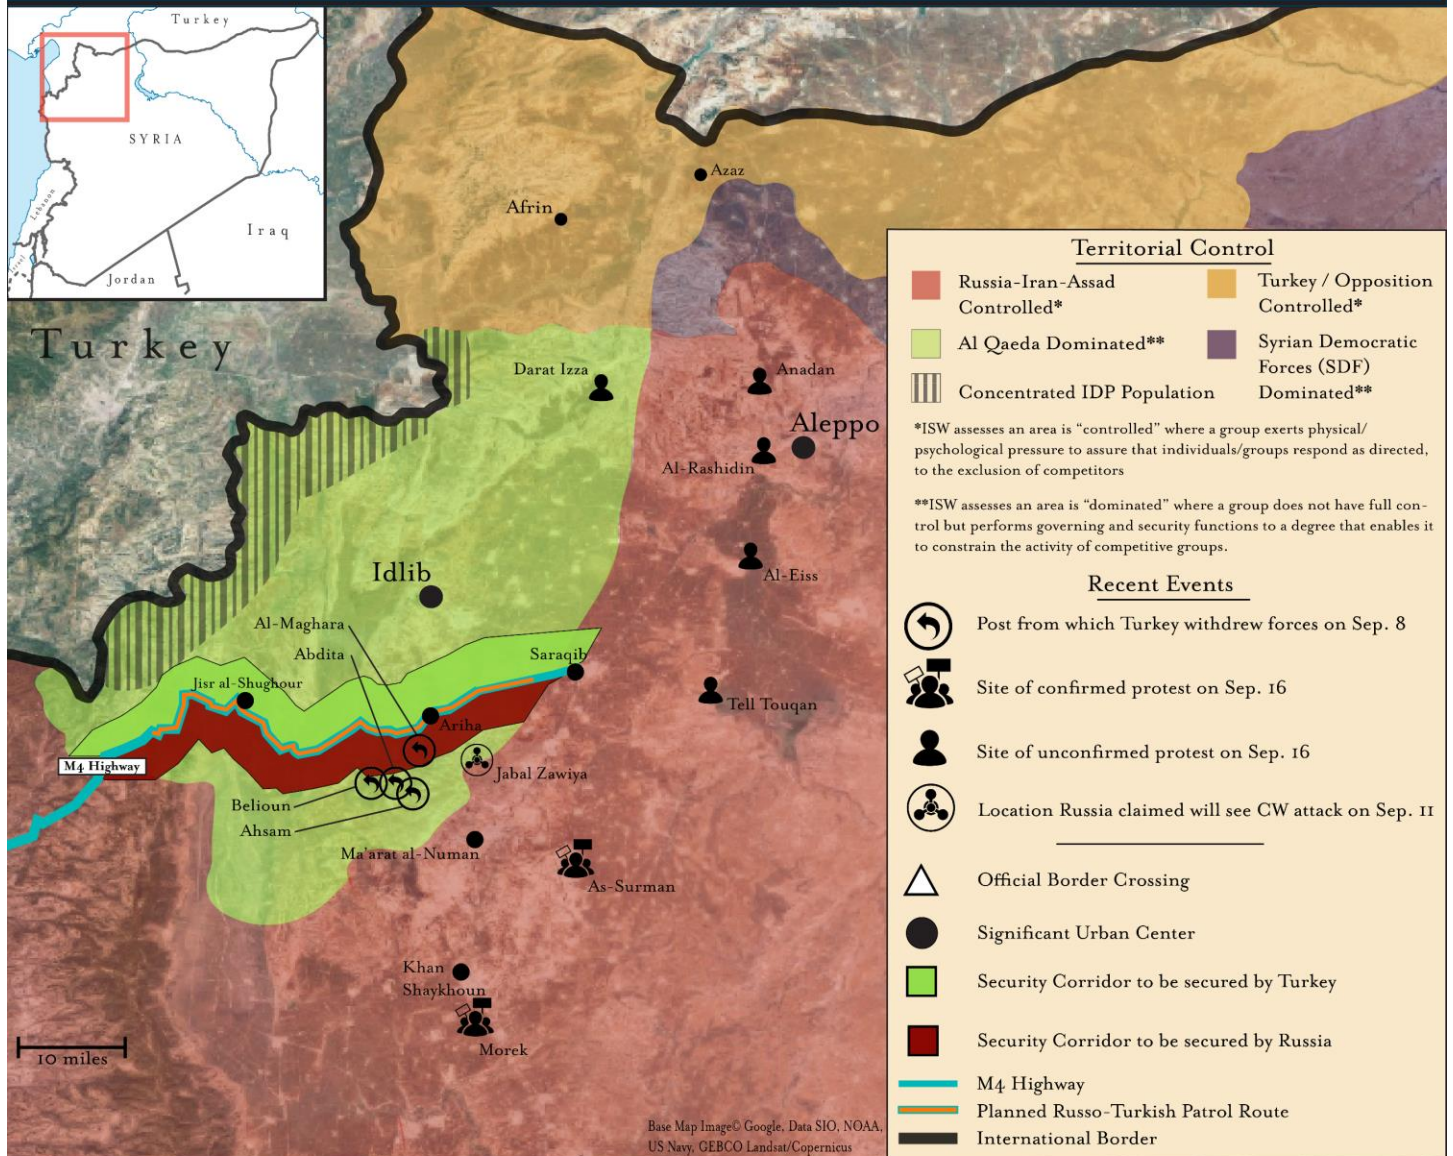 Turkey
SYRIA
Lebanon
Israel
Iraq
Jordan
Turkey
Azaz
Afrin
Darat Izza
Anadan
Aleppo
Al-Rashidin
Al-Eiss
Idlib
Al-Maghara
Abdita
Saraqib
Jisr al-Shughour
Tell Touqan
Ariha
M4 Highway
Jabal Zawiya
Belioun
Ahsam
Ma'arat al-Numan
As-Surman
Khan
Shaykhoun
Morek
10 miles
Base Map Image© Google, Data SIO, NOAA,
US Navy, GEBCO Landsat/Copernicus
Territorial Control
Russia-Iran-Assad
Controlled*
Turkey / Opposition
Controlled*
Al Qaeda Dominated**
Syrian Democratic
Forces (SDF)
Dominated**
Concentrated IDP Population
*ISW assesses an area is “controlled” where a group exerts physical/
psychological pressure to assure that individuals/groups respond as directed,
to the exclusion of competitors
**ISW assesses an area is “dominated” where a group does not have full con-
trol but performs governing and security functions to a degree that enables it
to constrain the activity of competitive groups.
Recent Events
Post from which Turkey withdrew forces on Sep. 8
Site of confirmed protest on Sep. 16
Site of unconfirmed protest on Sep. 16
Location Russia claimed will see CW attack on Sep. 11
Official Border Crossing
Significant Urban Center
Security Corridor to be secured by Turkey
Security Corridor to be secured by Russia
M4 Highway
Planned Russo-Turkish Patrol Route
International Border